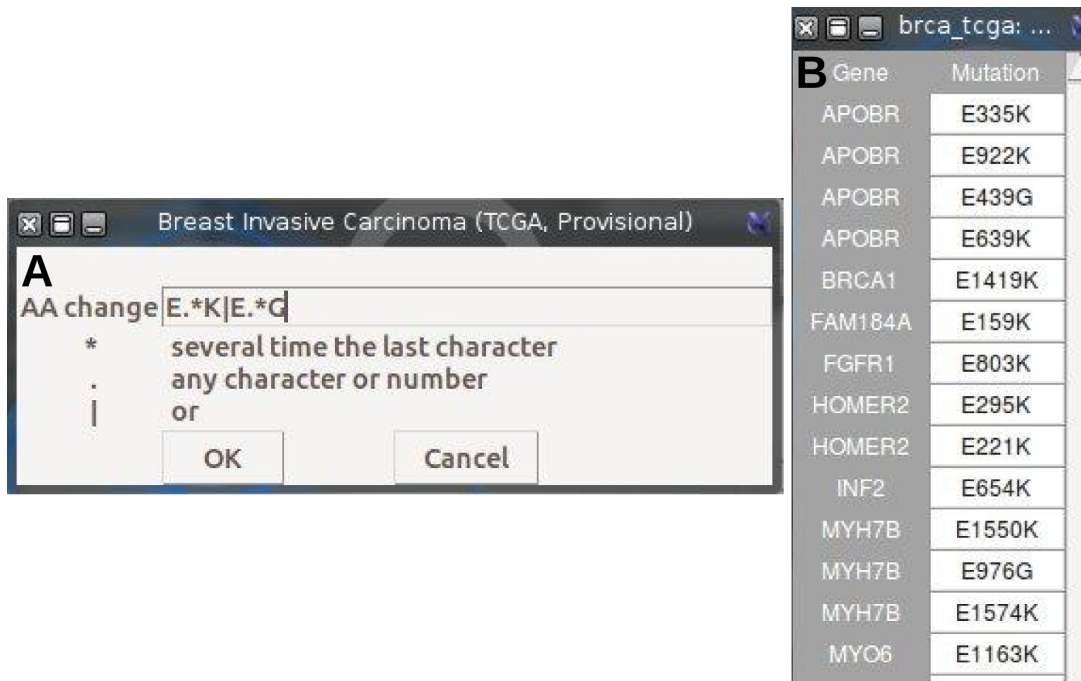 Breast Invasive Carcinoma (TCGA, Provisional)
A
AA change E.*K|E.*G
* several time the last character
. any character or number
| or
OK Cancel
brca_tcga: ...
B Gene Mutation
APOBR E335K
APOBR E922K
APOBR E439G
APOBR E639K
BRCA1 E1419K
FAM184A E159K
FGFR1 E803K
HOMER2 E295K
HOMER2 E221K
INF2 E654K
MYH7B E1550K
MYH7B E976G
MYH7B E1574K
MYO6 E1163K